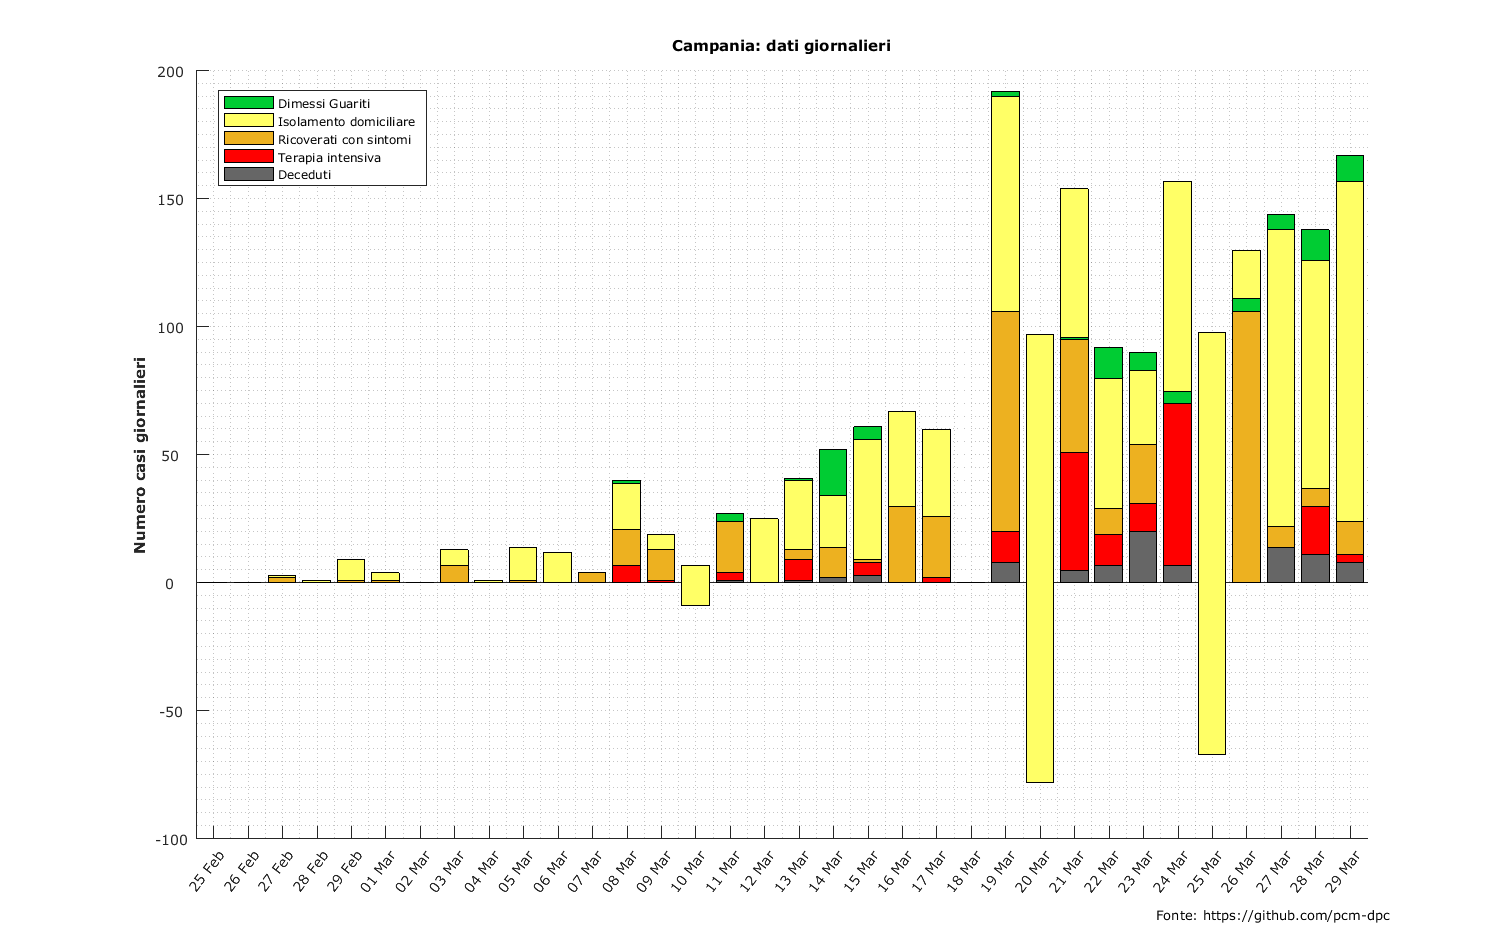 Campania: dati giornalieri
200
150
100
50
0
-50
-100
Numero casi giornalieri
Dimessi Guariti
Isolamento domiciliare
Ricoverati con sintomi
Terapia intensiva
Deceduti
25 Feb
26 Feb
27 Feb
28 Feb
29 Feb
01 Mar
02 Mar
03 Mar
04 Mar
05 Mar
06 Mar
07 Mar
08 Mar
09 Mar
10 Mar
11 Mar
12 Mar
13 Mar
14 Mar
15 Mar
16 Mar
17 Mar
18 Mar
19 Mar
20 Mar
21 Mar
22 Mar
23 Mar
24 Mar
25 Mar
26 Mar
27 Mar
28 Mar
29 Mar
Fonte: https://github.com/pcm-dpc